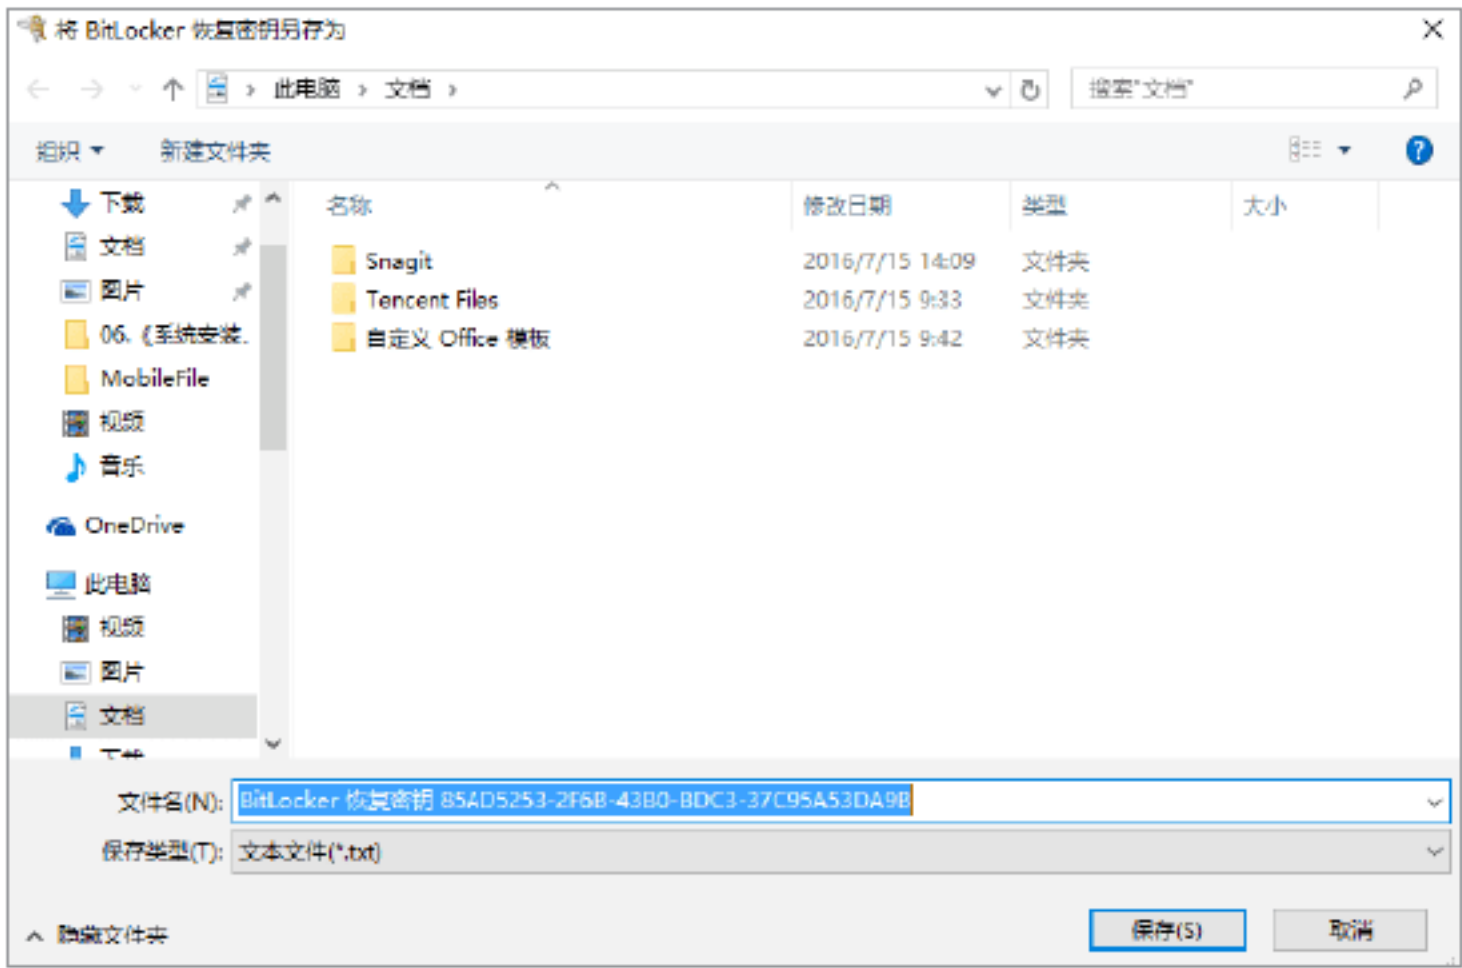 将 BitLocker 恢复密钥另存为
此电脑 › 文档 ›
搜索"文档"
组织
新建文件夹
下载
文档
图片
06.《系统安装.
MobileFile
视频
音乐
OneDrive
此电脑
视频
图片
文档
下载
名称 修改日期 类型 大小
Snagit 2016/7/15 14:09 文件夹
Tencent Files 2016/7/15 9:33 文件夹
自定义 Office 模板 2016/7/15 9:42 文件夹
文件名(N): BitLocker 恢复密钥 85AD5253-2F6B-43B0-BDC3-37C95A53DA9B
保存类型(T): 文本文件(*.txt)
隐藏文件夹
保存(S)
取消